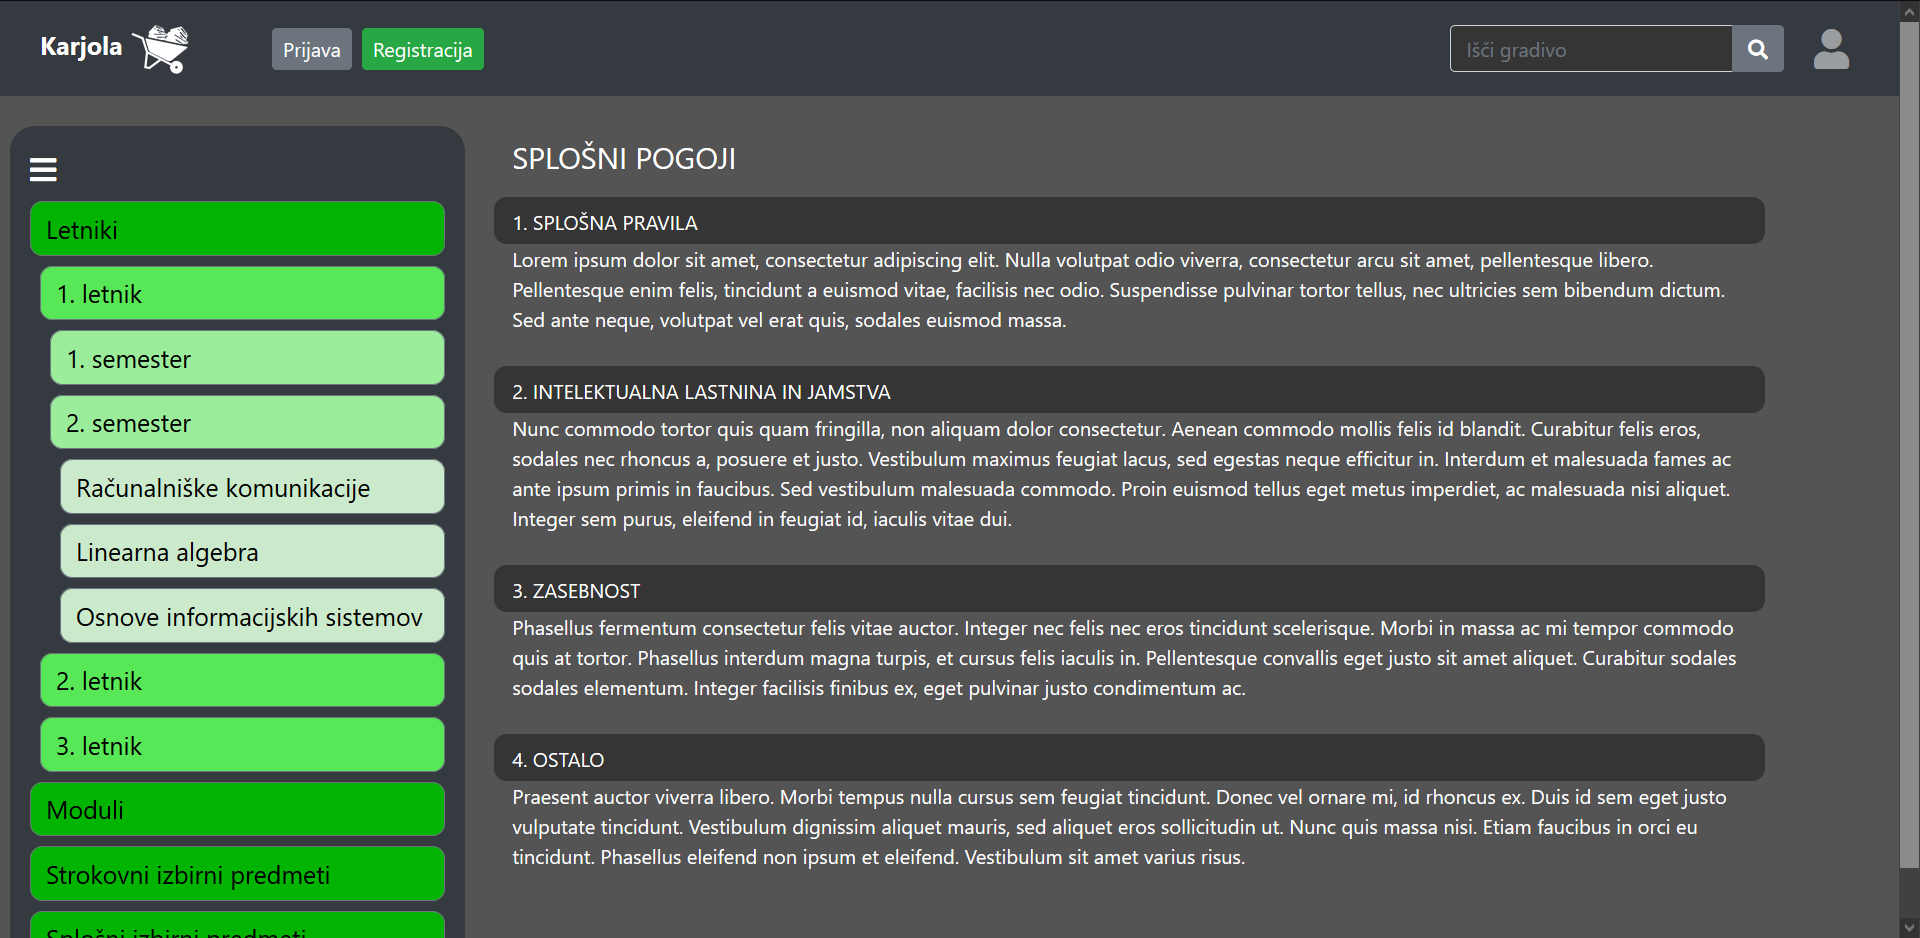 Karjola
Prijava
Registracija
Išči gradivo
Letniki
1. letnik
1. semester
2. semester
Računalniške komunikacije
Linearna algebra
Osnove informacijskih sistemov
2. letnik
3. letnik
Moduli
Strokovni izbirni predmeti
Splošni izbirni predmeti
SPLOŠNI POGOJI
1. SPLOŠNA PRAVILA
Lorem ipsum dolor sit amet, consectetur adipiscing elit. Nulla volutpat odio viverra, consectetur arcu sit amet, pellentesque libero.
Pellentesque enim felis, tincidunt a euismod vitae, facilisis nec odio. Suspendisse pulvinar tortor tellus, nec ultricies sem bibendum dictum.
Sed ante neque, volutpat vel erat quis, sodales euismod massa.
2. INTELEKTUALNA LASTNINA IN JAMSTVA
Nunc commodo tortor quis quam fringilla, non aliquam dolor consectetur. Aenean commodo mollis felis id blandit. Curabitur felis eros,
sodales nec rhoncus a, posuere et justo. Vestibulum maximus feugiat lacus, sed egestas neque efficitur in. Interdum et malesuada fames ac
ante ipsum primis in faucibus. Sed vestibulum malesuada commodo. Proin euismod tellus eget metus imperdiet, ac malesuada nisi aliquet.
Integer sem purus, eleifend in feugiat id, iaculis vitae dui.
3. ZASEBNOST
Phasellus fermentum consectetur felis vitae auctor. Integer nec felis nec eros tincidunt scelerisque. Morbi in massa ac mi tempor commodo
quis at tortor. Phasellus interdum magna turpis, et cursus felis iaculis in. Pellentesque convallis eget justo sit amet aliquet. Curabitur sodales
sodales elementum. Integer facilisis finibus ex, eget pulvinar justo condimentum ac.
4. OSTALO
Praesent auctor viverra libero. Morbi tempus nulla cursus sem feugiat tincidunt. Donec vel ornare mi, id rhoncus ex. Duis id sem eget justo
vulputate tincidunt. Vestibulum dignissim aliquet mauris, sed aliquet eros sollicitudin ut. Nunc quis massa nisi. Etiam faucibus in orci eu
tincidunt. Phasellus eleifend non ipsum et eleifend. Vestibulum sit amet varius risus.